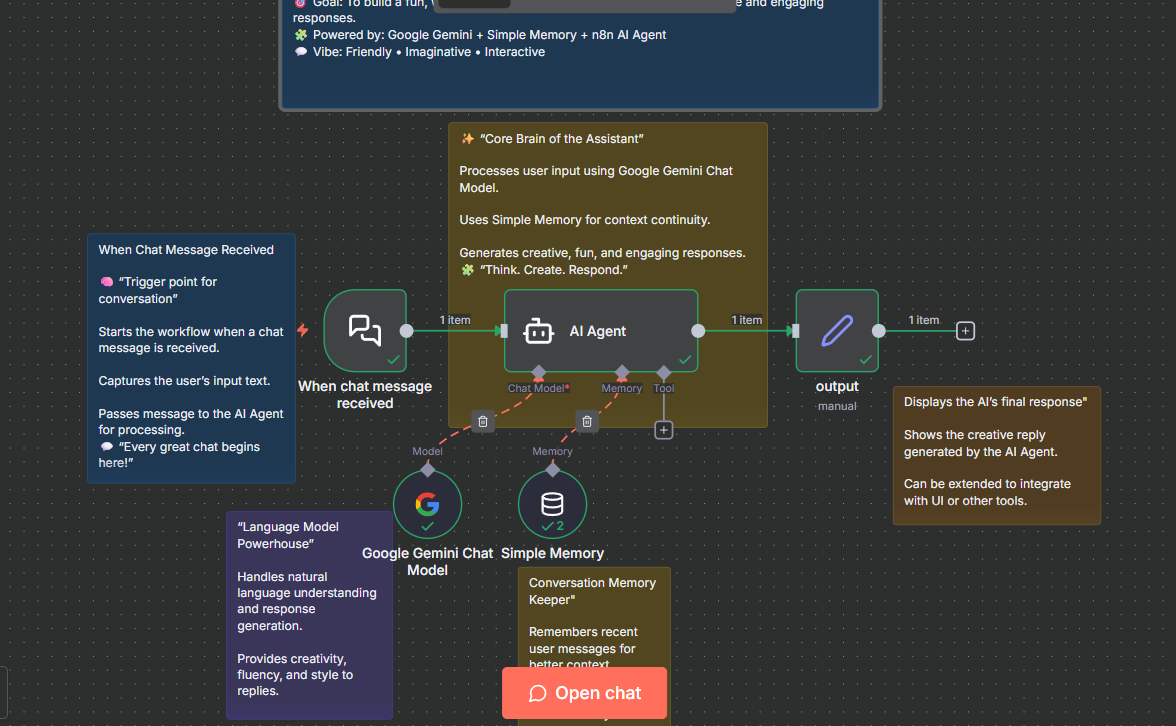 🎯 Goal: To build a fun, e and engaging
responses.
🧩 Powered by: Google Gemini + Simple Memory + n8n AI Agent
💬 Vibe: Friendly • Imaginative • Interactive
✨ “Core Brain of the Assistant”
Processes user input using Google Gemini Chat
Model.
Uses Simple Memory for context continuity.
Generates creative, fun, and engaging responses.
🧩 “Think. Create. Respond.”
When Chat Message Received
🧠 “Trigger point for
conversation”
Starts the workflow when a chat
message is received.
Captures the user’s input text.
Passes message to the AI Agent
for processing.
💬 “Every great chat begins
here!”
When chat message
received
1 item
AI Agent
Chat Model*
Memory
Tool
1 item
output
manual
1 item
Displays the AI’s final response"
Shows the creative reply
generated by the AI Agent.
Can be extended to integrate
with UI or other tools.
Model
Memory
Google Gemini Chat
Model
2
Simple Memory
“Language Model
Powerhouse”
Handles natural
language understanding
and response
generation.
Provides creativity,
fluency, and style to
replies.
Conversation Memory
Keeper"
Remembers recent
user messages for
better context
Open chat